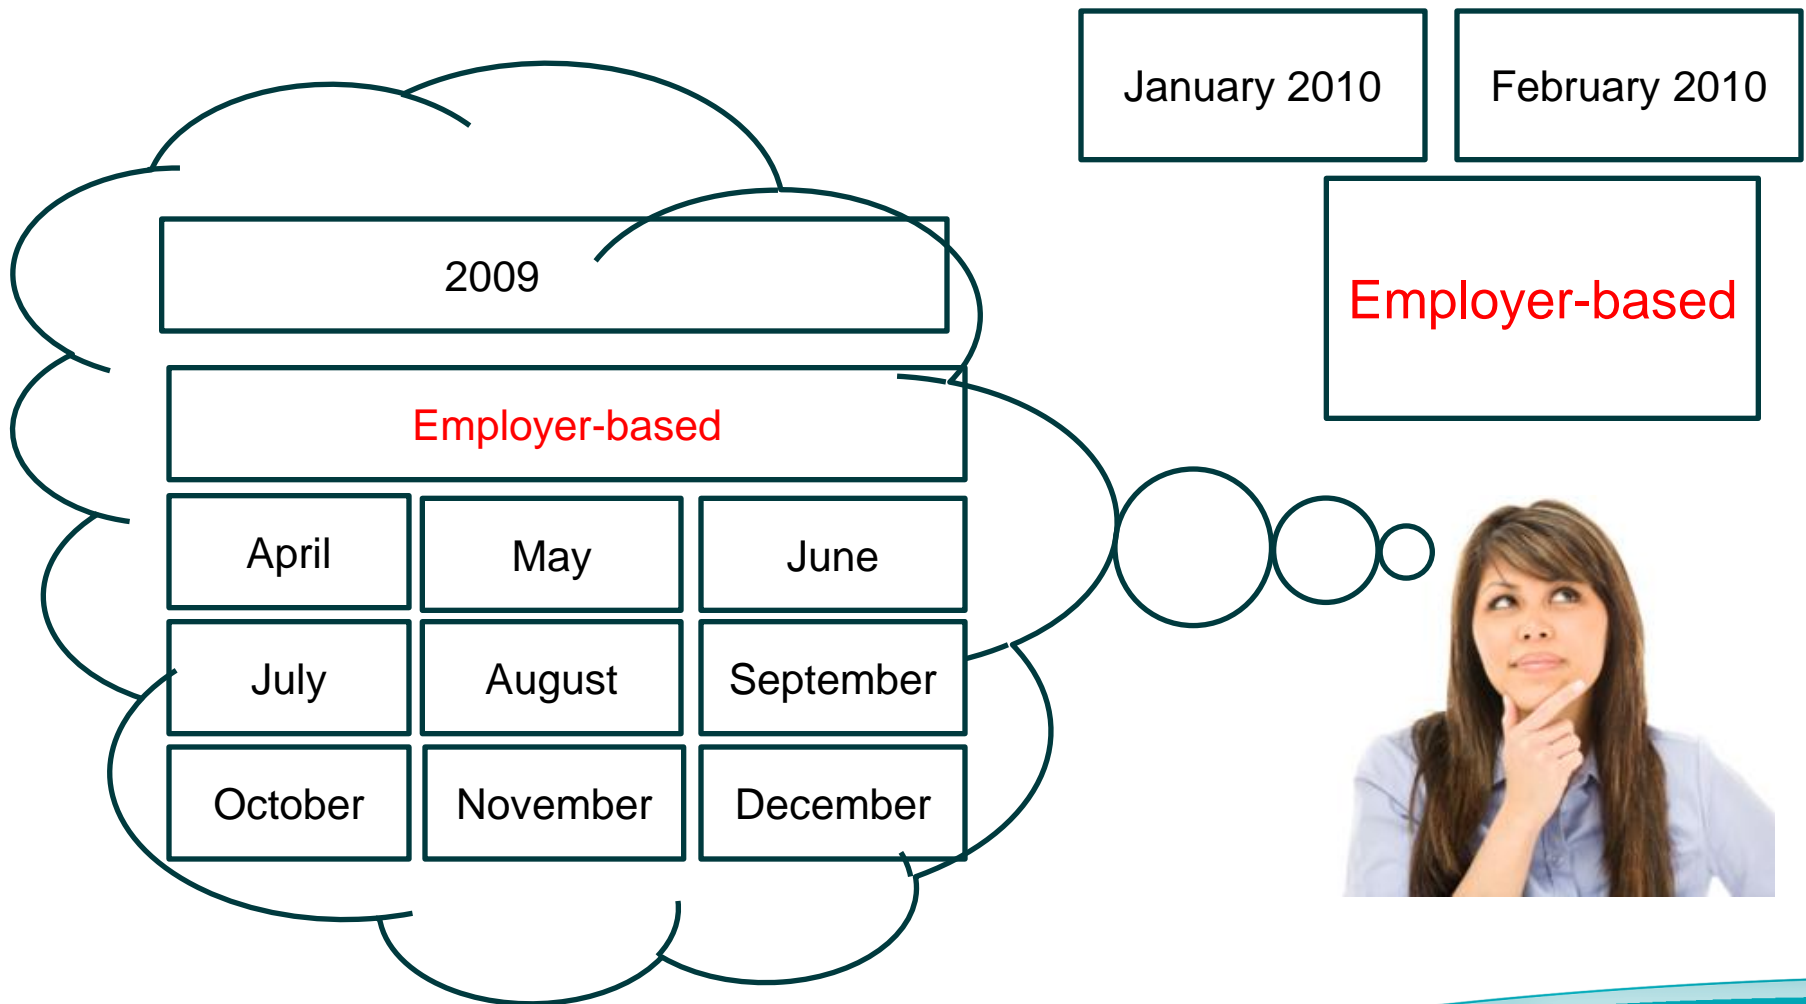 January 2010
February 2010
Employer-based
2009
Employer-based
April
May
June
July
August
September
October
November
December